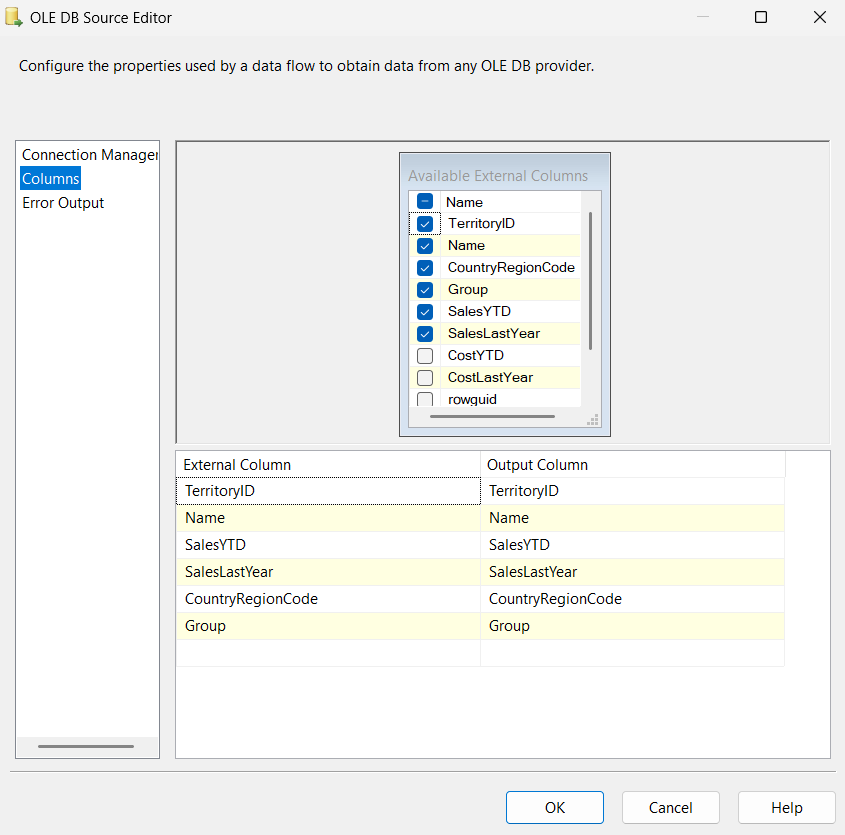 OLE DB Source Editor
Configure the properties used by a data flow to obtain data from any OLE DB provider.
Connection Manager
Columns
Error Output
Available External Columns
Name
TerritoryID
Name
CountryRegionCode
Group
SalesYTD
SalesLastYear
CostYTD
CostLastYear
rowguid
External Column Output Column
TerritoryID TerritoryID
Name Name
SalesYTD SalesYTD
SalesLastYear SalesLastYear
CountryRegionCode CountryRegionCode
Group Group
OK Cancel Help